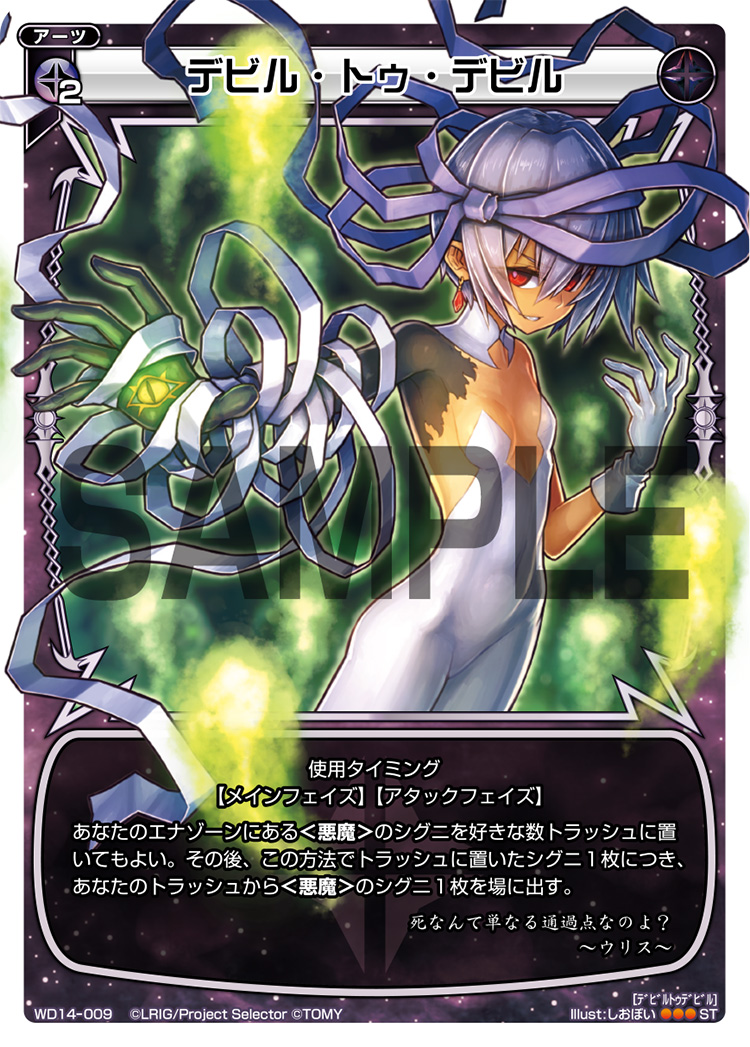 アーツ
2
デビル・トゥ・デビル
SAMPLE
使用タイミング
【メインフェイズ】【アタックフェイズ】
あなたのエナゾーンにある＜悪魔＞のシグニを好きな数トラッシュに置
いてもよい。その後、この方法でトラッシュに置いたシグニ１枚につき、
あなたのトラッシュから＜悪魔＞のシグニ１枚を場に出す。
死なんて単なる通過点なのよ？
～ウリス～
[デビルトゥデビル]
WD14-009 ©LRIG/Project Selector ©TOMY Illust:しおぼい ST